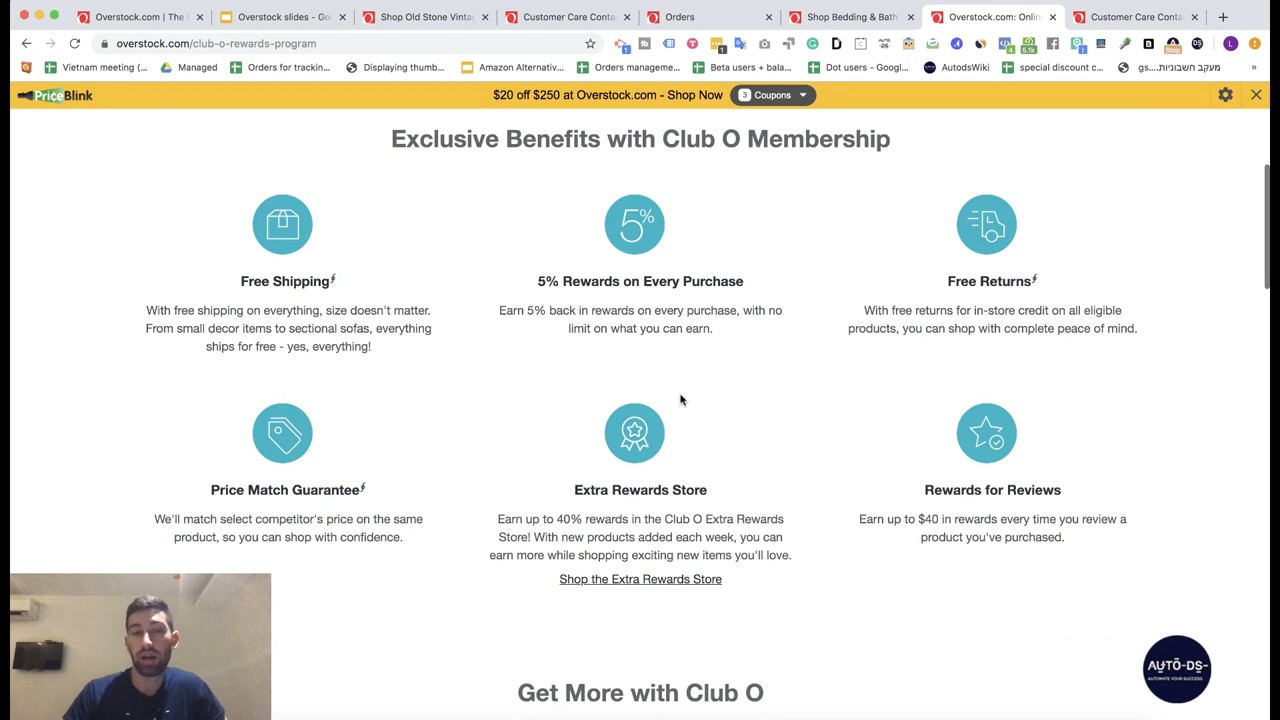 Overstock.com | The
Overstock slides - Go
Shop Old Stone Vinta
Customer Care Conta
Orders
Shop Bedding & Bath
Overstock.com: Onlin
Customer Care Conta
overstock.com/club-o-rewards-program
Vietnam meeting (...
Managed
Orders for trackin...
Displaying thumb...
Amazon Alternativ...
Orders manageme...
Beta users + bala...
Dot users - Googl...
AutodsWiki
special discount c...
מעקב חשבוניות.gs...
»
PriceBlink
$20 off $250 at Overstock.com - Shop Now
3 Coupons
Exclusive Benefits with Club O Membership
5%
Free Shipping
5% Rewards on Every Purchase
Free Returns
With free shipping on everything, size doesn't matter.
From small decor items to sectional sofas, everything
ships for free - yes, everything!
Earn 5% back in rewards on every purchase, with no
limit on what you can earn.
With free returns for in-store credit on all eligible
products, you can shop with complete peace of mind.
Price Match Guarantee
Extra Rewards Store
Rewards for Reviews
We'll match select competitor's price on the same
product, so you can shop with confidence.
Earn up to 40% rewards in the Club O Extra Rewards
Store! With new products added each week, you can
earn more while shopping exciting new items you'll love.
Shop the Extra Rewards Store
Earn up to $40 in rewards every time you review a
product you've purchased.
Get More with Club O
AUTO-DS-
AUTOMATE YOUR SUCCESS